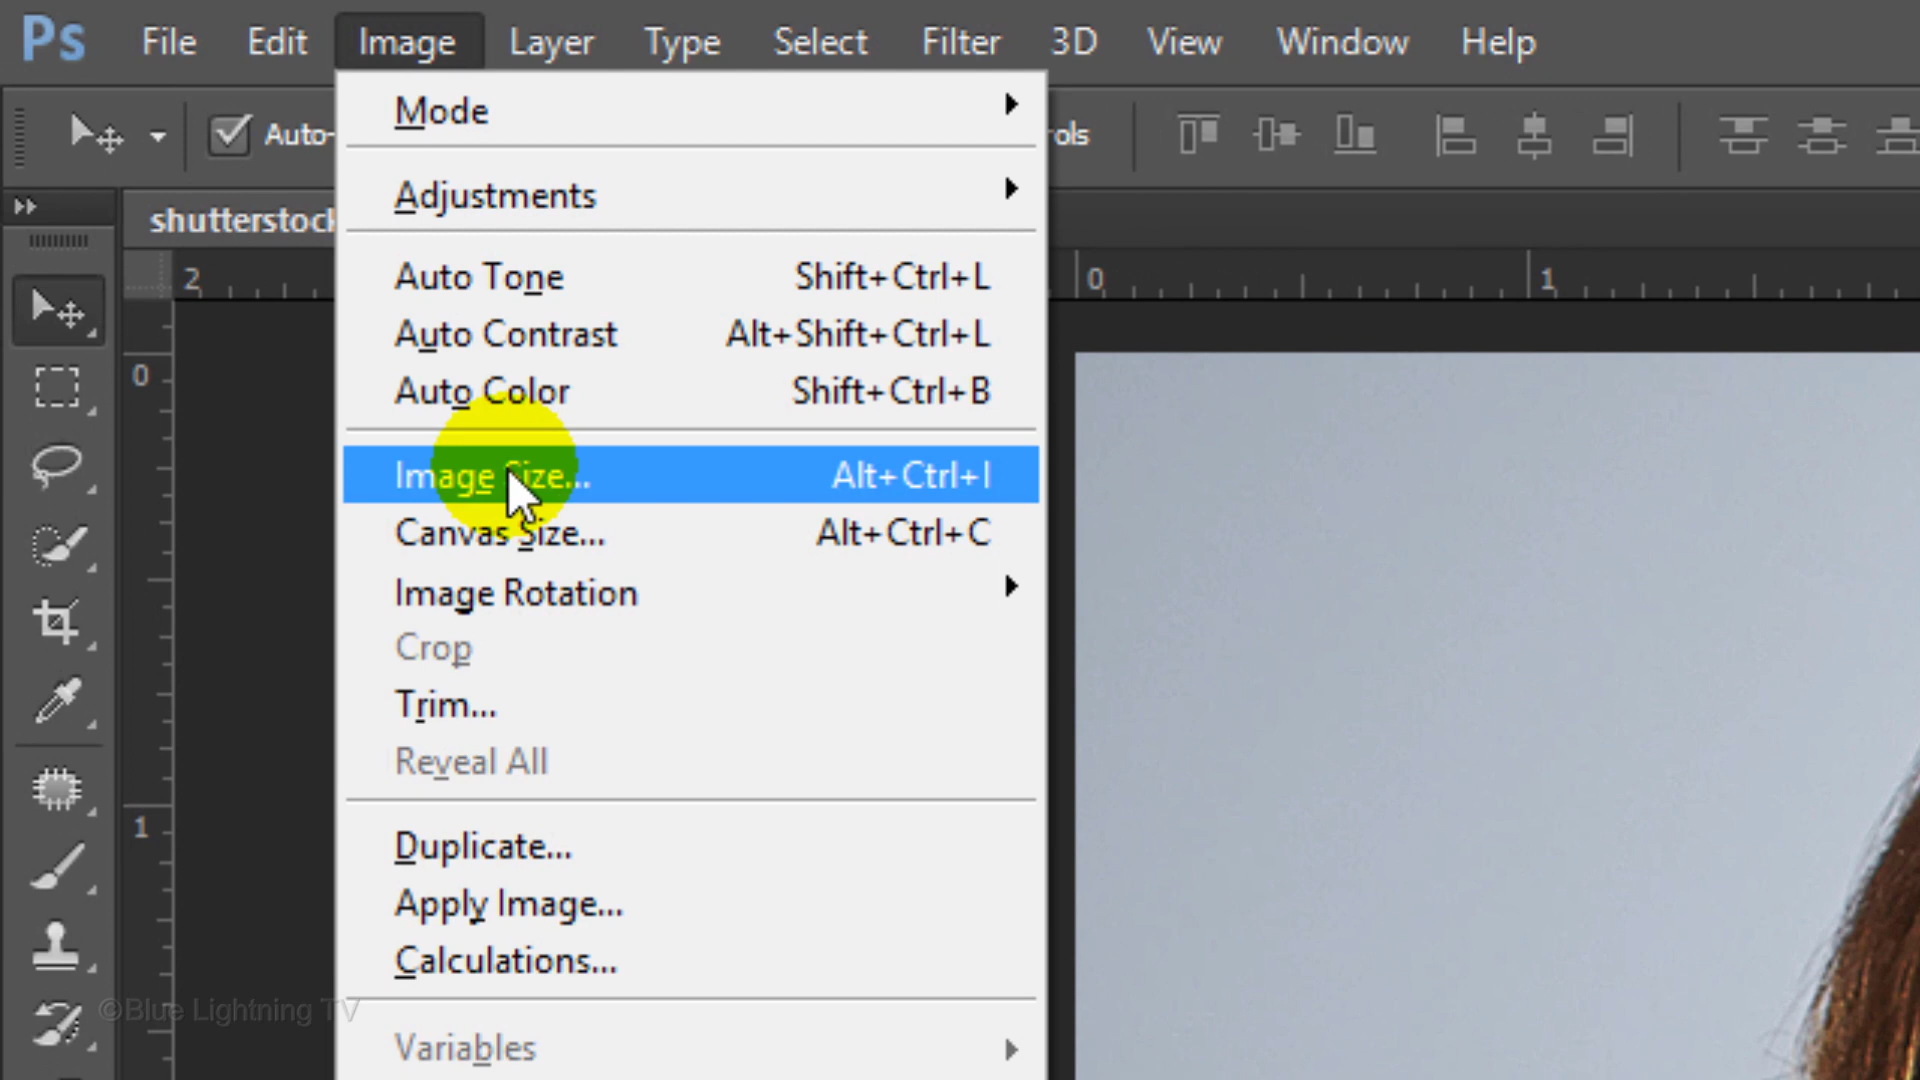 Ps File Edit Image Layer Type Select Filter 3D View Window Help
Auto- rols
shutterstock
2 0 1
0
1
Mode
Adjustments
Auto Tone Shift+Ctrl+L
Auto Contrast Alt+Shift+Ctrl+L
Auto Color Shift+Ctrl+B
Image Size... Alt+Ctrl+I
Canvas Size... Alt+Ctrl+C
Image Rotation
Crop
Trim...
Reveal All
Duplicate...
Apply Image...
Calculations...
©Blue Lightning TV
Variables